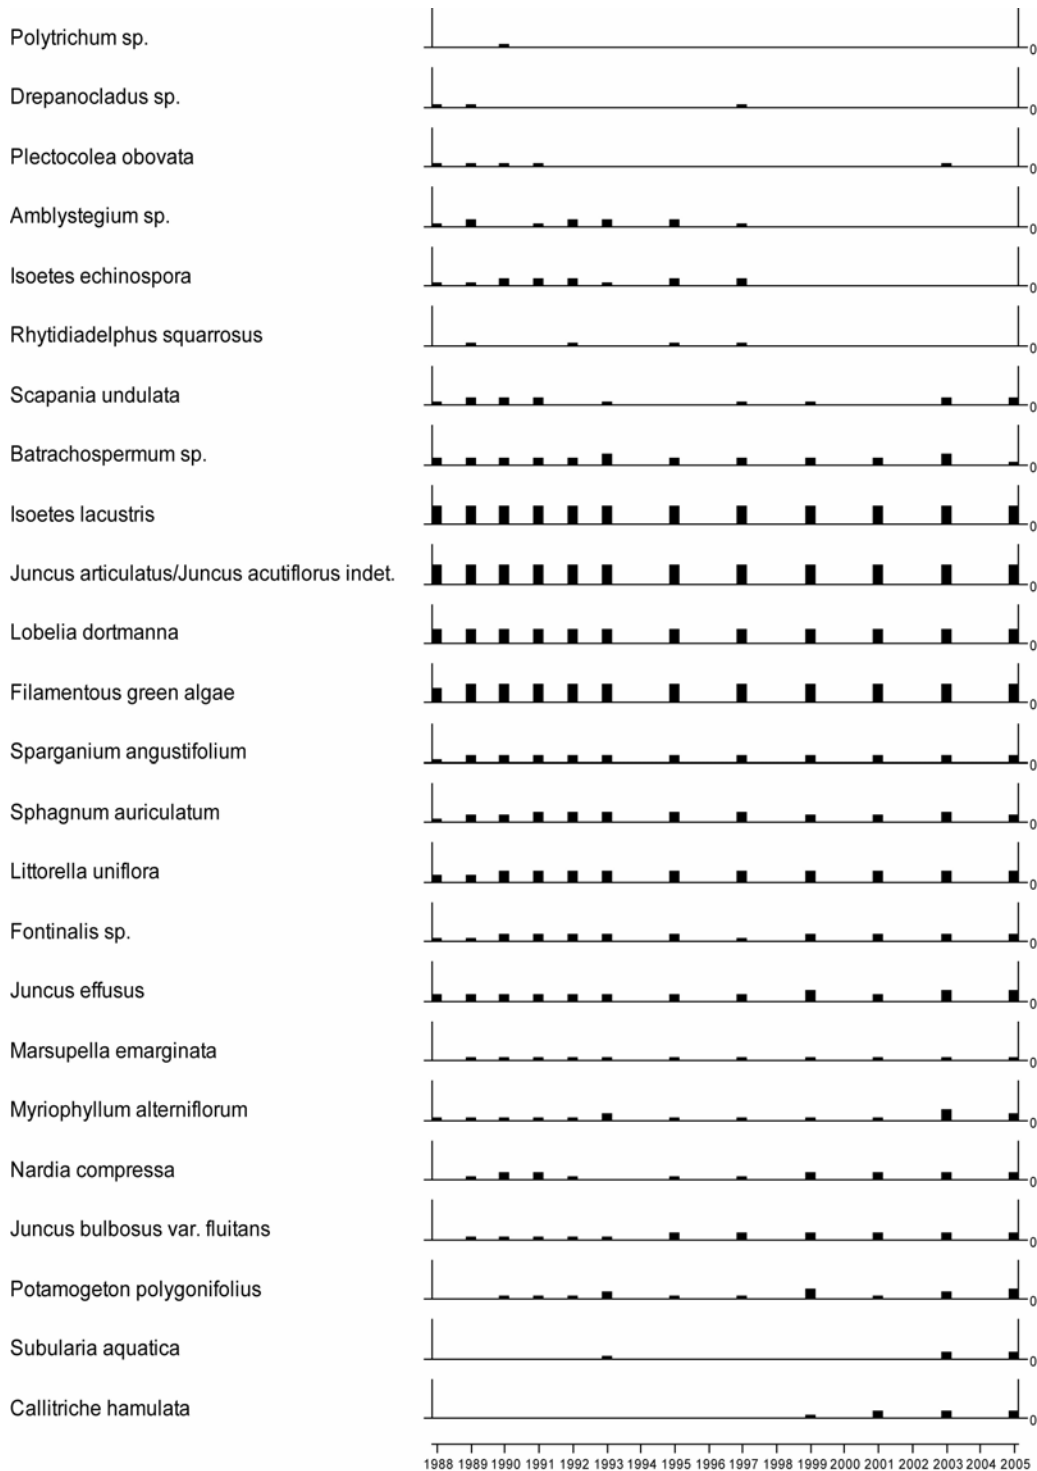 Polytrichum sp.
0
Drepanocladus sp.
0
Plectocolea obovata
0
Amblystegium sp.
0
Isoetes echinospora
0
Rhytidiadelphus squarrosus
0
Scapania undulata
0
Batrachospermum sp.
0
Isoetes lacustris
0
Juncus articulatus/Juncus acutiflorus indet.
0
Lobelia dortmanna
0
Filamentous green algae
0
Sparganium angustifolium
0
Sphagnum auriculatum
0
Littorella uniflora
0
Fontinalis sp.
0
Juncus effusus
0
Marsupella emarginata
0
Myriophyllum alterniflorum
0
Nardia compressa
0
Juncus bulbosus var. fluitans
0
Potamogeton polygonifolius
0
Subularia aquatica
0
Callitriche hamulata
0
1988 1989 1990 1991 1992 1993 1994 1995 1996 1997 1998 1999 2000 2001 2002 2003 2004 2005